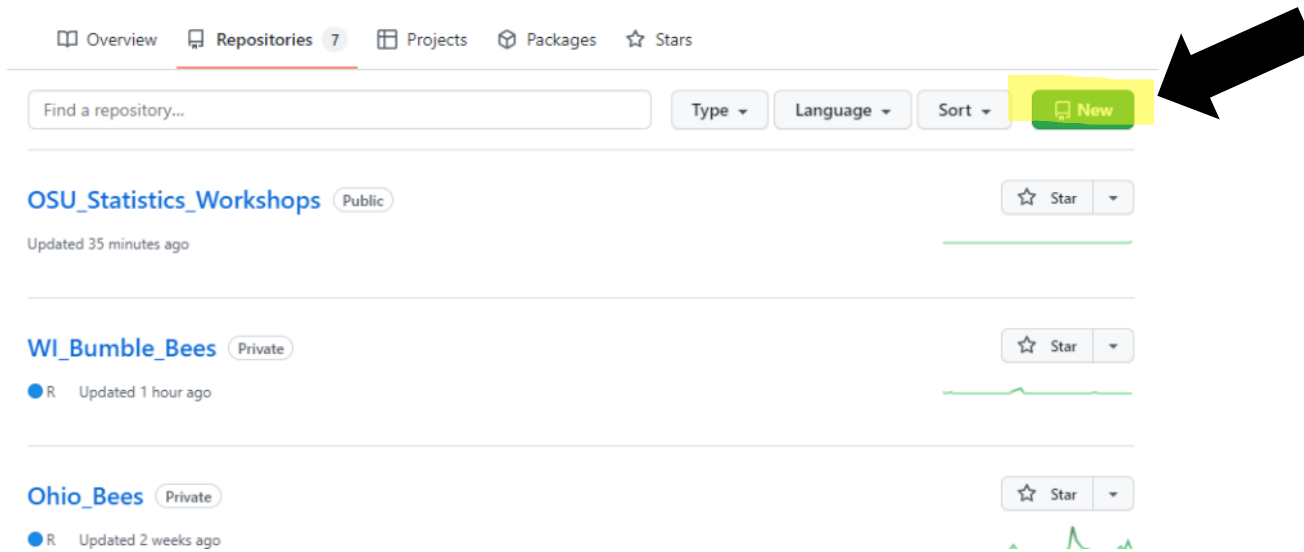 Overview Repositories 7 Projects Packages Stars
Find a repository... Type Language Sort New
OSU_Statistics_Workshops Public Star
Updated 35 minutes ago
WI_Bumble_Bees Private Star
R Updated 1 hour ago
Ohio_Bees Private Star
R Updated 2 weeks ago